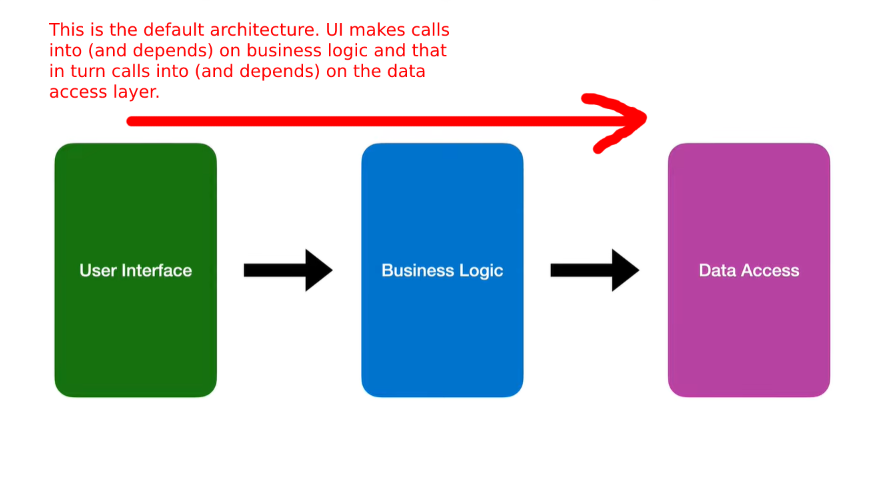 This is the default architecture. UI makes calls
into (and depends) on business logic and that
in turn calls into (and depends) on the data
access layer.
User Interface
Business Logic
Data Access